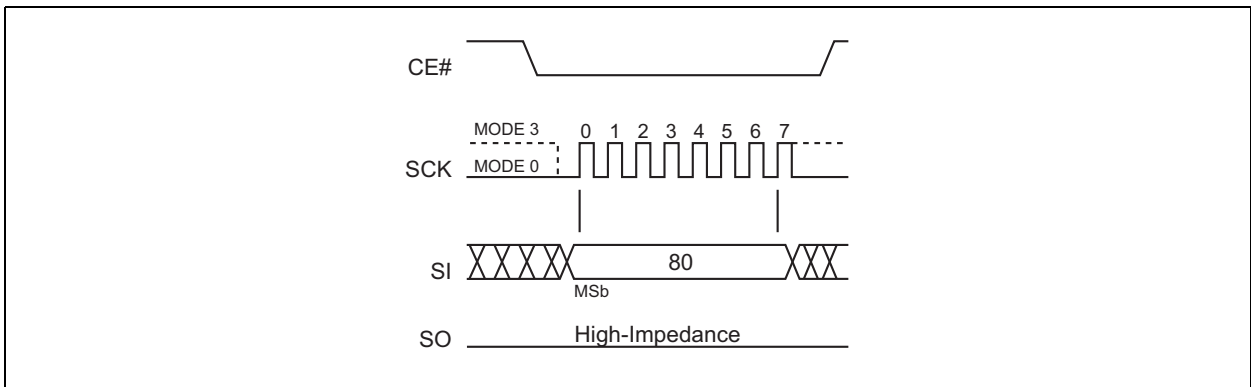 CE#
MODE 3
0 1 2 3 4 5 6 7
SCK
MODE 0
SI
80
MSb
SO
High-Impedance